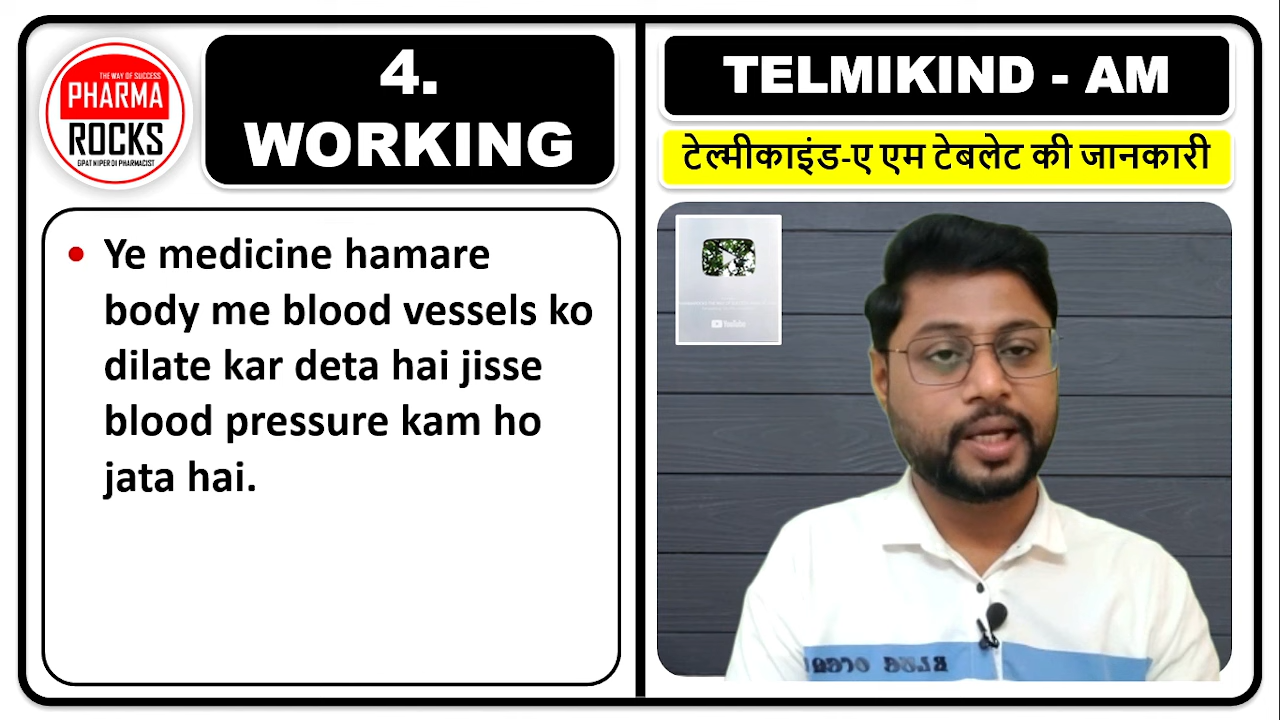 THE WAY OF SUCCESS
PHARMA
ROCKS
GPAT NIPER DI PHARMACIST
4.
WORKING
TELMIKIND - AM
टेल्मीकाइंड-ए एम टेबलेट की जानकारी
• Ye medicine hamare
body me blood vessels ko
dilate kar deta hai jisse
blood pressure kam ho
jata hai.
YouTube